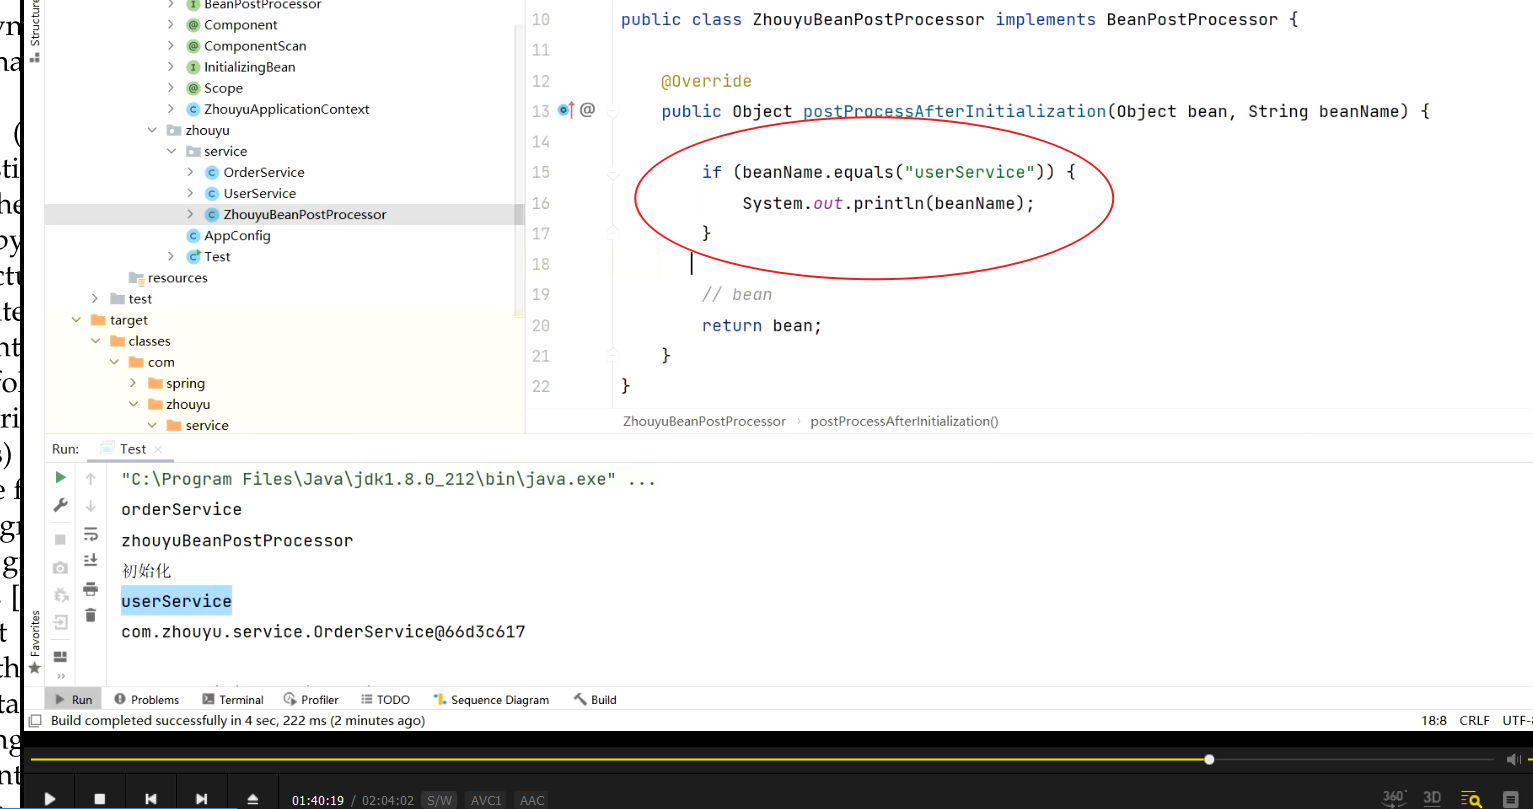 Structure
BeanPostProcessor
Component
ComponentScan
InitializingBean
Scope
ZhouyuApplicationContext
zhouyu
service
OrderService
UserService
ZhouyuBeanPostProcessor
AppConfig
Test
resources
test
target
classes
com
spring
zhouyu
service
10 public class ZhouyuBeanPostProcessor implements BeanPostProcessor {
11
12 @Override
13 @ public Object postProcessAfterInitialization(Object bean, String beanName) {
14
15 if (beanName.equals("userService")) {
16 System.out.println(beanName);
17 }
18
19 // bean
20 return bean;
21 }
22 }
ZhouyuBeanPostProcessor › postProcessAfterInitialization()
Run: Test ×
"C:\Program Files\Java\jdk1.8.0_212\bin\java.exe" ...
orderService
zhouyuBeanPostProcessor
初始化
userService
com.zhouyu.service.OrderService@66d3c617
Favorites
Run Problems Terminal Profiler TODO Sequence Diagram Build
Build completed successfully in 4 sec, 222 ms (2 minutes ago) 18:8 CRLF UTF-8
01:40:19 / 02:04:02 S/W AVC1 AAC 360° 3D